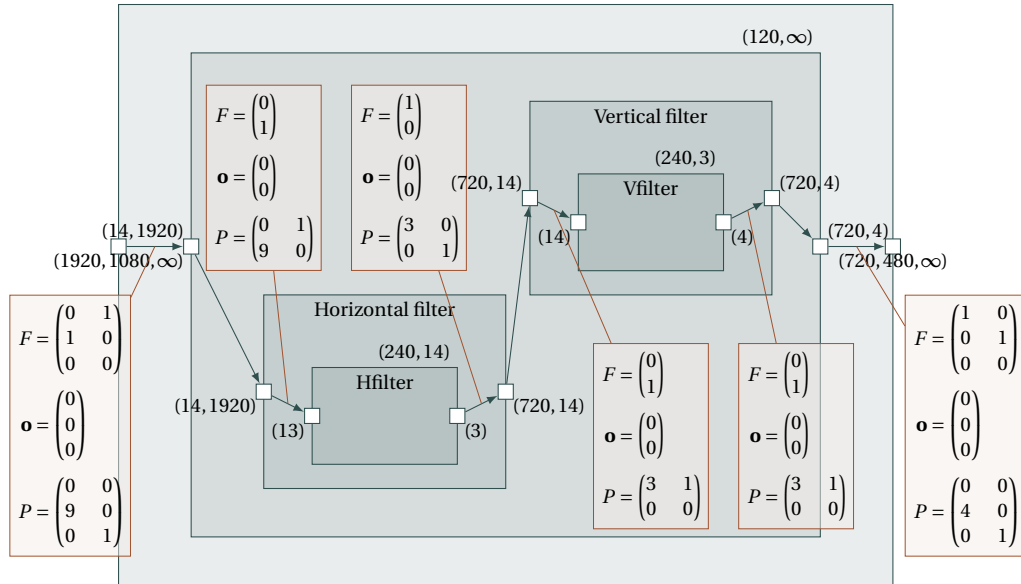 (120, ∞)
F = (0 1)
o = (0 0)
P = (0 1 9 0)
F = (1 0)
o = (0 0)
P = (3 0 0 1)
Vertical filter
(240, 3)
Vfilter
(720, 14)
(720, 4)
(14)
(4)
(14, 1920)
(1920, 1080, ∞)
(720, 4)
(720, 480, ∞)
Horizontal filter
(240, 14)
Hfilter
(14, 1920)
(720, 14)
(13)
(3)
F = (0 1 1 0 0 0)
o = (0 0 0)
P = (0 0 9 0 0 1)
F = (0 1)
o = (0 0)
P = (3 1 0 0)
F = (0 1)
o = (0 0)
P = (3 1 0 0)
F = (1 0 0 1 0 0)
o = (0 0 0)
P = (0 0 4 0 0 1)